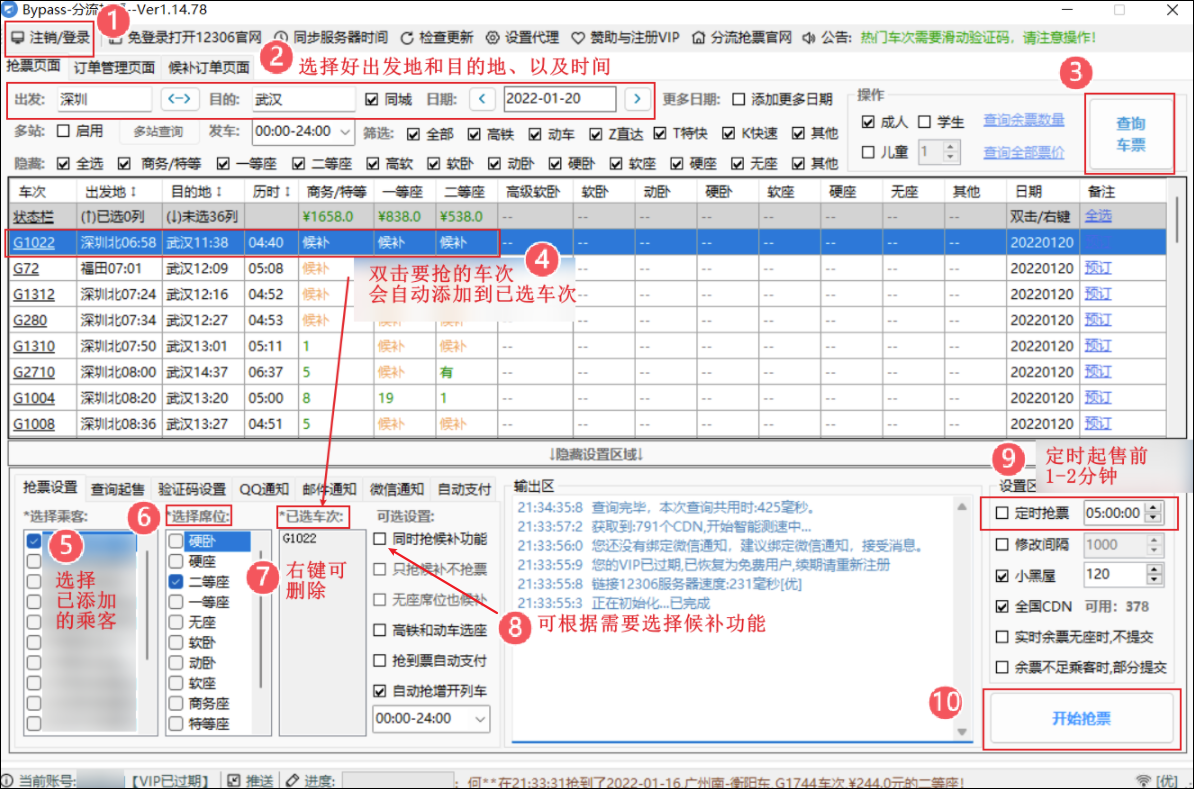 Bypass-分流抢票--Ver1.14.78
1
注销/登录 免登录打开12306官网 同步服务器时间 检查更新 设置代理 赞助与注册VIP 分流抢票官网 公告: 热门车次需要滑动验证码，请注意操作!
抢票页面 订单管理页面 候补订单页面
2 选择好出发地和目的地、以及时间
3
出发: 深圳 <--> 目的: 武汉 同城 日期: < 2022-01-20 > 更多日期: 添加更多日期
多站: 启用 多站查询 发车: 00:00-24:00 筛选: 全部 高铁 动车 Z直达 T特快 K快速 其他
隐藏: 全选 商务/特等 一等座 二等座 高软 软卧 动卧 硬卧 软座 硬座 无座 其他
操作
成人 学生 查询余票数量
儿童 1 查询全部票价
查询
车票
车次 出发地↕ 目的地↕ 历时↕ 商务/特等 一等座 二等座 高级软卧 软卧 动卧 硬卧 软座 硬座 无座 其他 日期 备注
状态栏 (↑)已选0列 (↓)未选36列 ¥1658.0 ¥838.0 ¥538.0 -- -- -- -- -- -- -- -- 双击/右键 全选
G1022 深圳北06:58 武汉11:38 04:40 候补 候补 候补 -- -- -- -- -- -- -- -- 20220120
G72 福田07:01 武汉12:09 05:08 候补 -- -- -- -- -- -- -- 20220120 预订
G1312 深圳北07:24 武汉12:16 04:52 候补 -- -- -- -- -- -- -- 20220120 预订
G280 深圳北07:34 武汉12:27 04:53 候补 候补 候补 -- -- -- -- -- -- -- 20220120 预订
G1310 深圳北07:50 武汉13:01 05:11 1 候补 候补 -- -- -- -- -- -- -- -- 20220120 预订
G2710 深圳北08:00 武汉14:37 06:37 5 候补 有 -- -- -- -- -- -- -- -- 20220120 预订
G1004 深圳北08:20 武汉13:20 05:00 8 19 1 -- -- -- -- -- -- -- -- 20220120 预订
G1008 深圳北08:36 武汉13:27 04:51 5 候补 候补 -- -- -- -- -- -- -- -- 20220120 预订
4
双击要抢的车次
会自动添加到已选车次
↓隐藏设置区域↓
抢票设置 查询起售 验证码设置 QQ通知 邮件通知 微信通知 自动支付
*选择乘客:
5
选择
已添加
的乘客
6
*选择席位:
硬卧
硬座
二等座
一等座
无座
软卧
动卧
软座
商务座
特等座
*已选车次:
G1022
7
右键可
删除
可选设置:
同时抢候补功能
只抢候补不抢票
无座席位也候补
高铁和动车选座
抢到票自动支付
自动抢增开列车
00:00-24:00
8 可根据需要选择候补功能
输出区
21:34:35:8 查询完毕，本次查询共用时:425毫秒。
21:33:57:2 获取到:791个CDN,开始智能测速中...
21:33:56:0 您还没有绑定微信通知，建议绑定微信通知，接受消息。
21:33:55:9 您的VIP已过期,已恢复为免费用户,续期请重新注册
21:33:55:8 链接12306服务器速度:231毫秒[优]
21:33:55:3 正在初始化...已完成
9
定时起售前
1-2分钟
设置区
定时抢票 05:00:00
修改间隔 1000
小黑屋 120
全国CDN 可用: 378
实时余票无座时,不提交
余票不足乘客时,部分提交
10
开始抢票
当前账号: 【VIP已过期】 推送 进度: : 何**在21:33:31抢到了2022-01-16 广州南-衡阳东 G1744车次 ¥244.0元的二等座! [优]